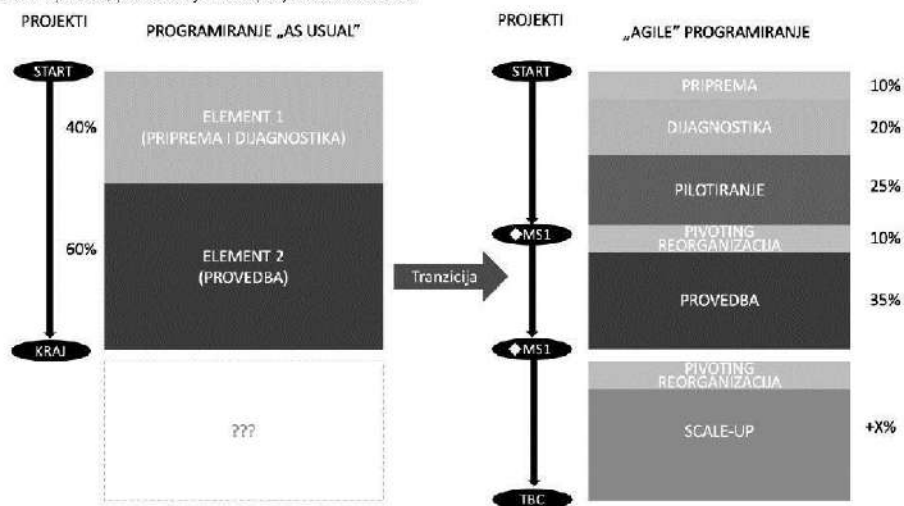 PROJEKTI
PROGRAMIRANJE „AS USUAL”
START
40%
ELEMENT 1
(PRIPREMA I DIJAGNOSTIKA)
60%
ELEMENT 2
(PROVEDBA)
KRAJ
???
Tranzicija
PROJEKTI
„AGILE” PROGRAMIRANJE
START
PRIPREMA
10%
DIJAGNOSTIKA
20%
PILOTIRANJE
25%
◆MS1
PIVOTING
REORGANIZACIJA
10%
PROVEDBA
35%
◆MS1
PIVOTING
REORGANIZACIJA
SCALE-UP
+X%
TBC